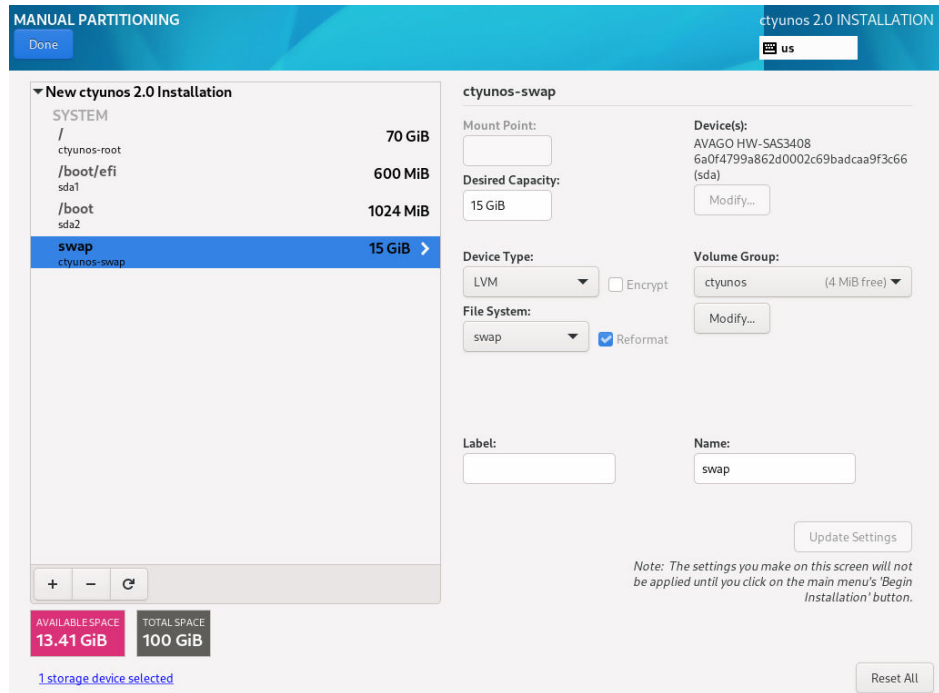 MANUAL PARTITIONING
ctyunos 2.0 INSTALLATION
Done
us
New ctyunos 2.0 Installation
SYSTEM
/
70 GiB
ctyunos-root
/boot/efi
600 MiB
sda1
/boot
1024 MiB
sda2
swap
15 GiB
ctyunos-swap
+ -
AVAILABLE SPACE
13.41 GiB
TOTAL SPACE
100 GiB
1 storage device selected
ctyunos-swap
Mount Point:
Desired Capacity:
15 GiB
Device(s):
AVAGO HW-SAS3408
6a0f4799a862d0002c69badcaa9f3c66
(sda)
Modify...
Device Type:
LVM
Encrypt
Volume Group:
ctyunos (4 MiB free)
File System:
swap
Reformat
Modify...
Label:
Name:
swap
Update Settings
Note: The settings you make on this screen will not
be applied until you click on the main menu's 'Begin
Installation' button.
Reset All